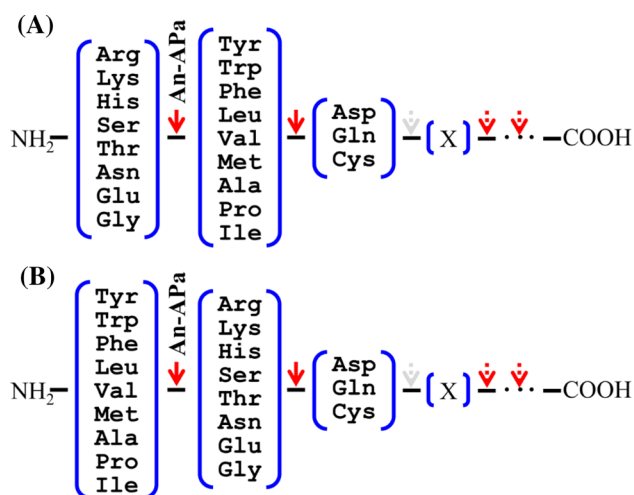 (A)
An-APa
NH2
Arg
Lys
His
Ser
Thr
Asn
Glu
Gly
Tyr
Trp
Phe
Leu
Val
Met
Ala
Pro
Ile
Asp
Gln
Cys
X
COOH
(B)
An-APa
NH2
Tyr
Trp
Phe
Leu
Val
Met
Ala
Pro
Ile
Arg
Lys
His
Ser
Thr
Asn
Glu
Gly
Asp
Gln
Cys
X
COOH